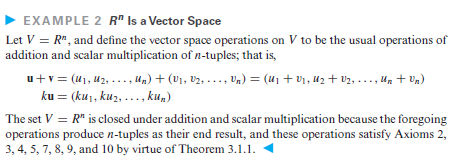 ▶ EXAMPLE 2 Rⁿ Is a Vector Space
Let V = Rⁿ, and define the vector space operations on V to be the usual operations of
addition and scalar multiplication of n-tuples; that is,
u + v = (u₁, u₂, . . . , uₙ) + (v₁, v₂, . . . , vₙ) = (u₁ + v₁, u₂ + v₂, . . . , uₙ + vₙ)
ku = (ku₁, ku₂, . . . , kuₙ)
The set V = Rⁿ is closed under addition and scalar multiplication because the foregoing
operations produce n-tuples as their end result, and these operations satisfy Axioms 2,
3, 4, 5, 7, 8, 9, and 10 by virtue of Theorem 3.1.1. ◀